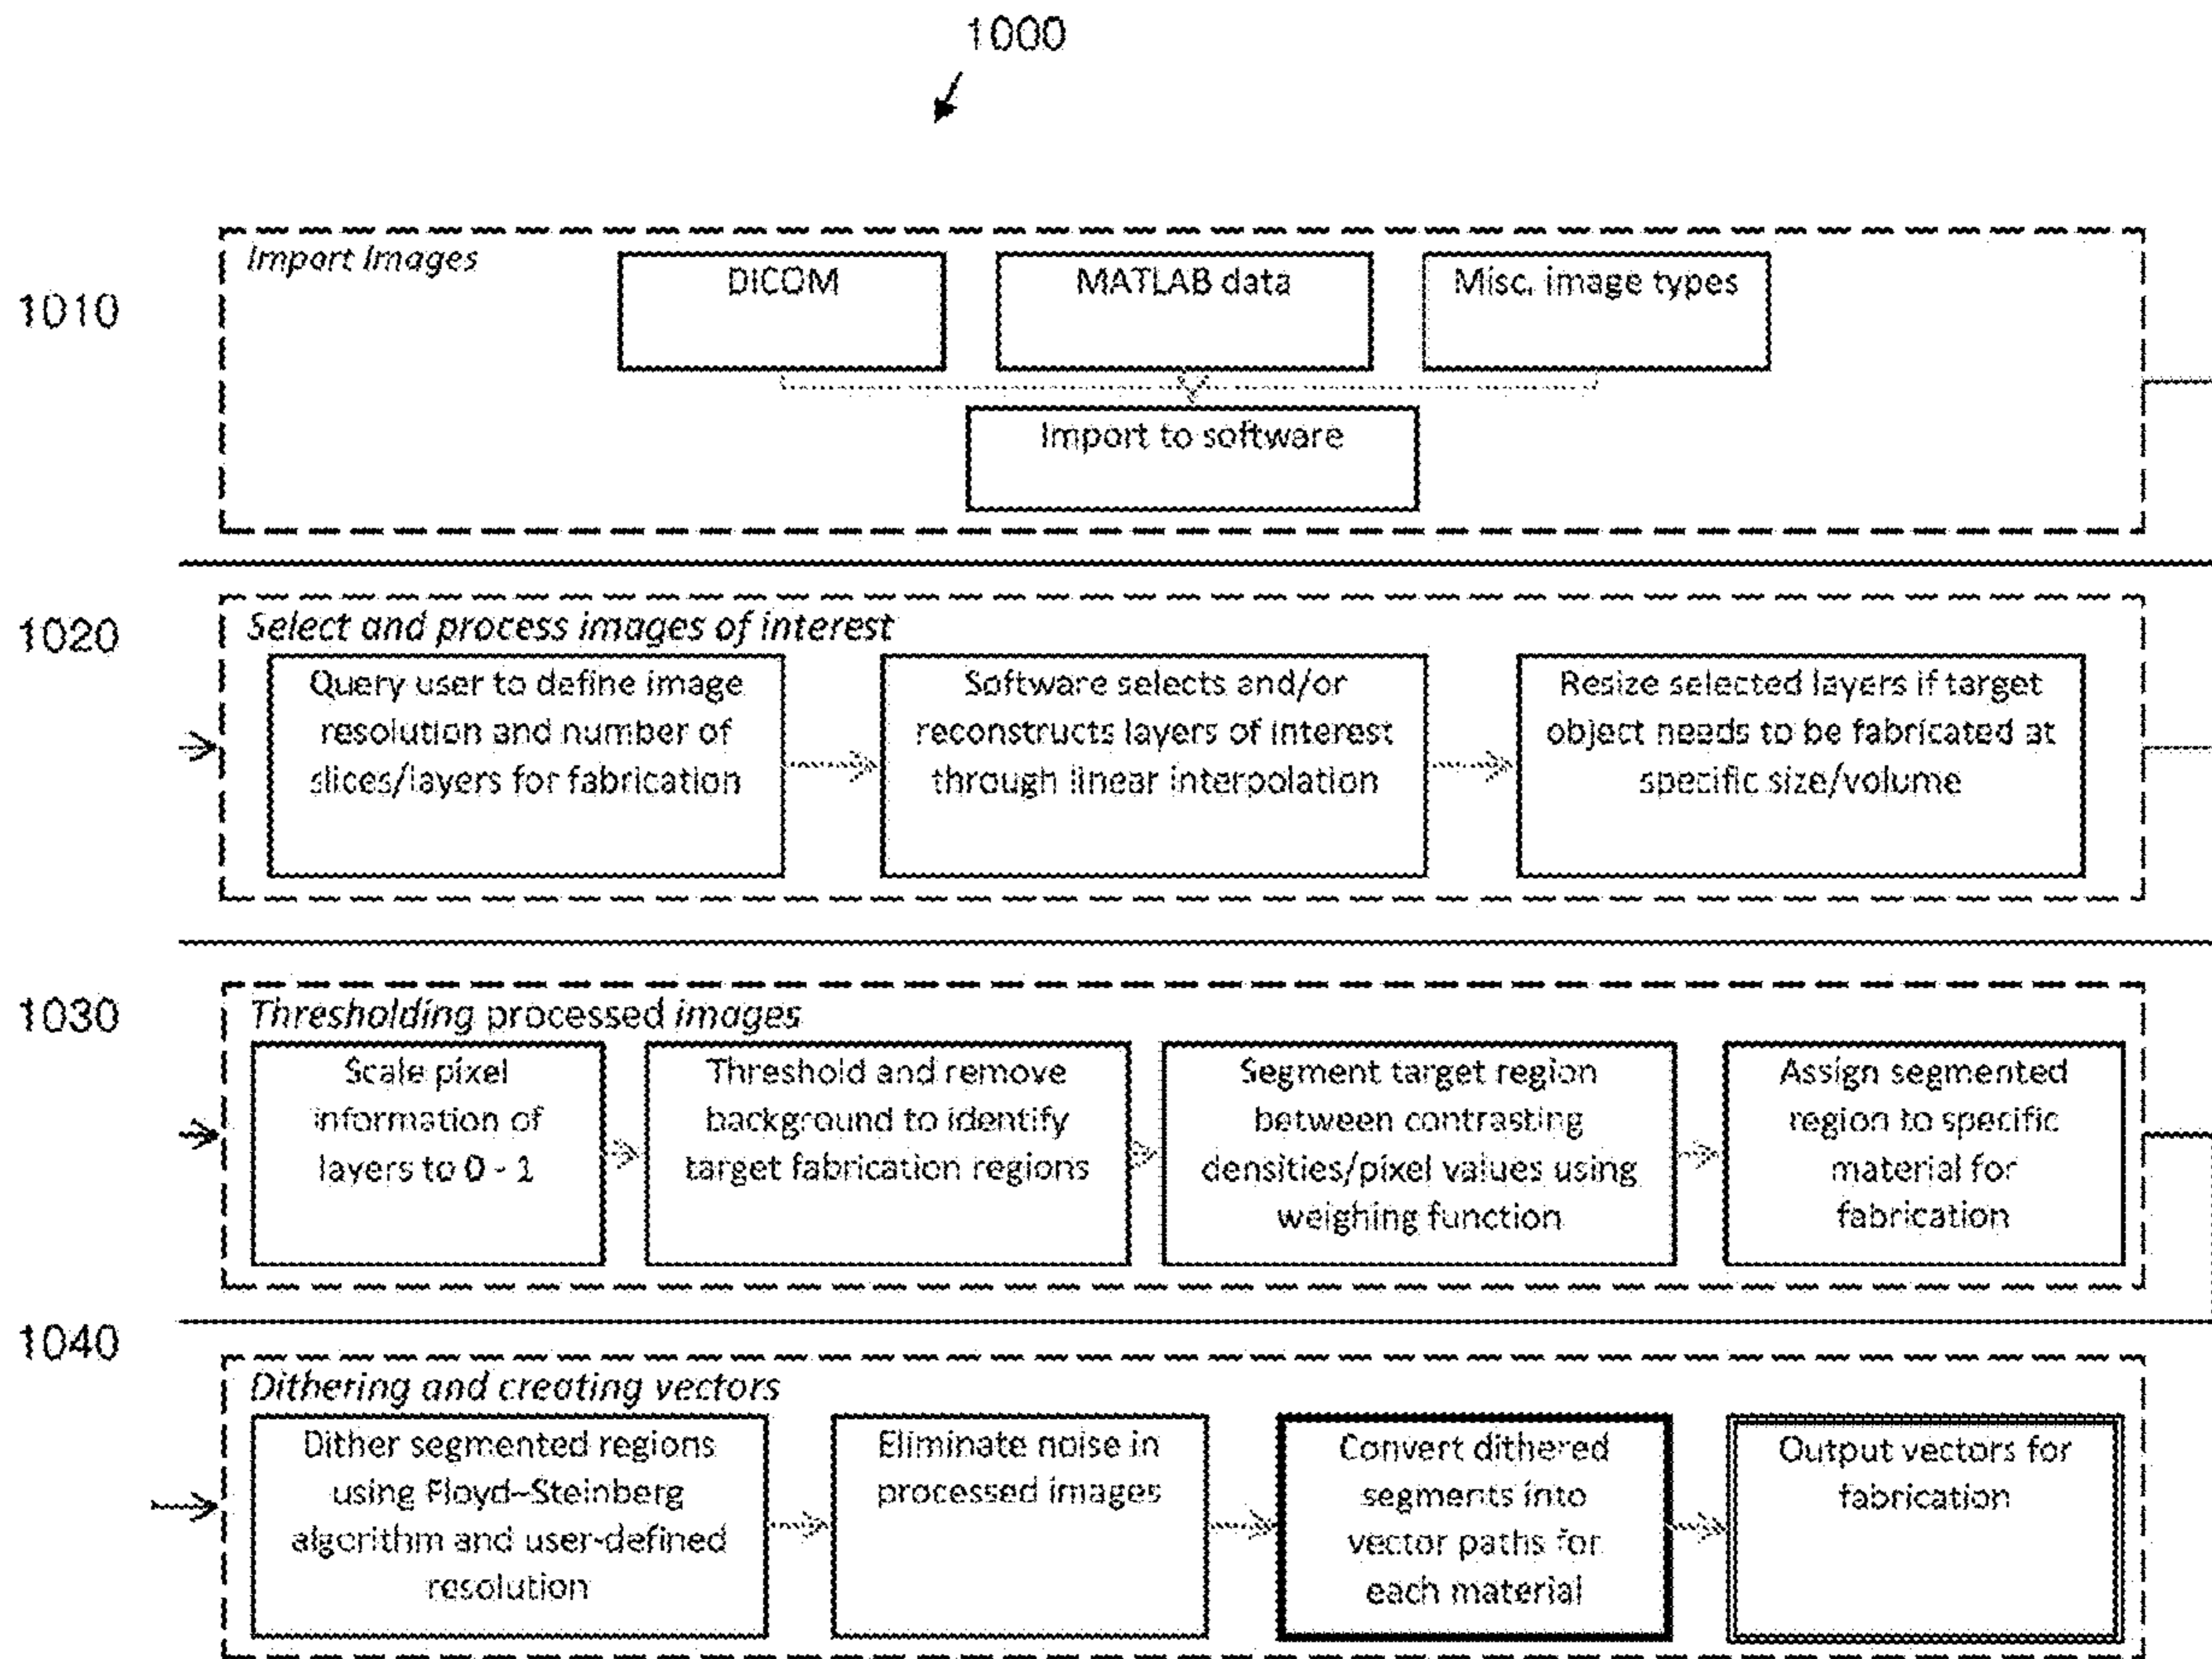 1000
1010
Import Images
DICOM
MATLAB data
Misc. image types
Import to software
1020
Select and process images of interest
Query user to define image
resolution and number of
slices/layers for fabrication
Software selects and/or
reconstructs layers of interest
through linear interpolation
Resize selected layers if target
object needs to be fabricated at
specific size/volume
1030
Thresholding processed images
Scale pixel
information of
layers to 0 - 1
Threshold and remove
background to identify
target fabrication regions
Segment target region
between contrasting
densities/pixel values using
weighing function
Assign segmented
region to specific
material for
fabrication
1040
Dithering and creating vectors
Dither segmented regions
using Floyd–Steinberg
algorithm and user-defined
resolution
Eliminate noise in
processed images
Convert dithered
segments into
vector paths for
each material
Output vectors for
fabrication